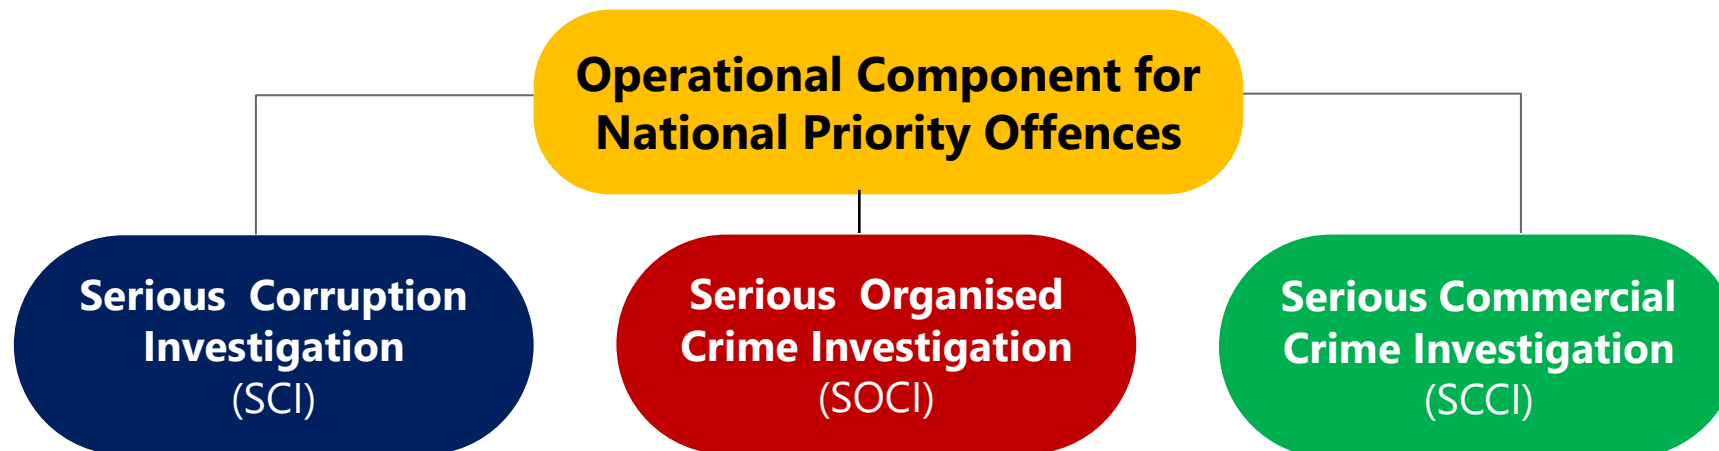 Operational Component for
National Priority Offences
Serious  Corruption
Investigation
(SCI)
Serious  Organised
Crime Investigation
(SOCI)
Serious Commercial
Crime Investigation
(SCCI)